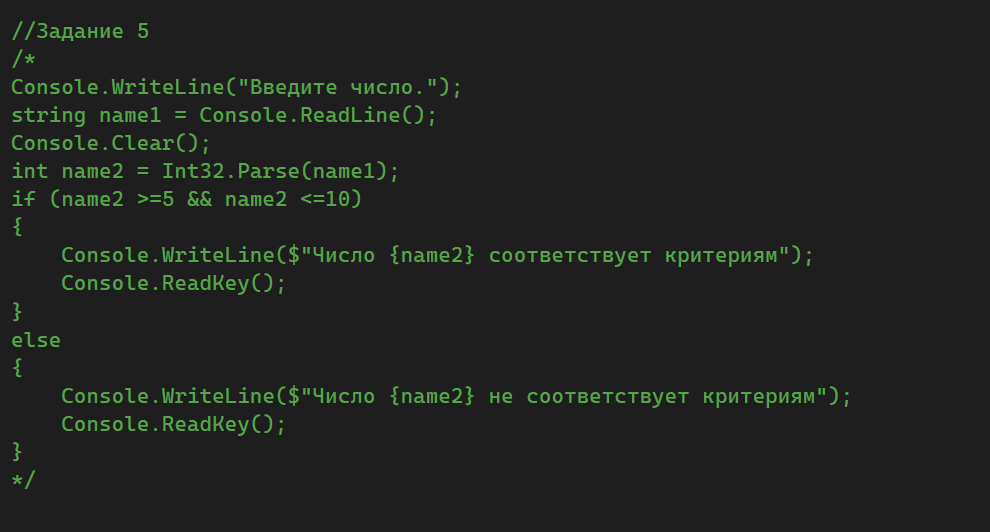 //Задание 5
/*
Console.WriteLine("Введите число.");
string name1 = Console.ReadLine();
Console.Clear();
int name2 = Int32.Parse(name1);
if (name2 >=5 && name2 <=10)
{
    Console.WriteLine($"Число {name2} соответствует критериям");
    Console.ReadKey();
}
else
{
    Console.WriteLine($"Число {name2} не соответствует критериям");
    Console.ReadKey();
}
*/